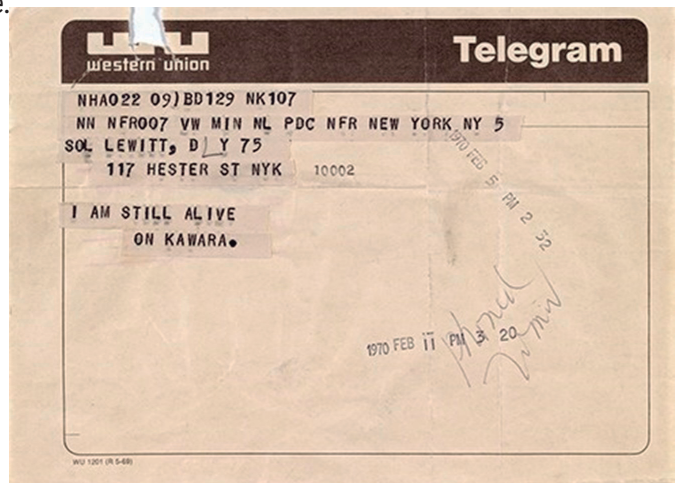 e.
western union
Telegram
NHA022 09)BD129 NK107
NN NFR007 VW MIN NL PDC NFR NEW YORK NY 5
SOL LEWITT, D L Y 75
117 HESTER ST NYK 10002
1970 FEB 5 PM 2 32
I AM STILL ALIVE
ON KAWARA.
phoned
1970 FEB 11 PM 3 20
WU 1201 (R 5-69)